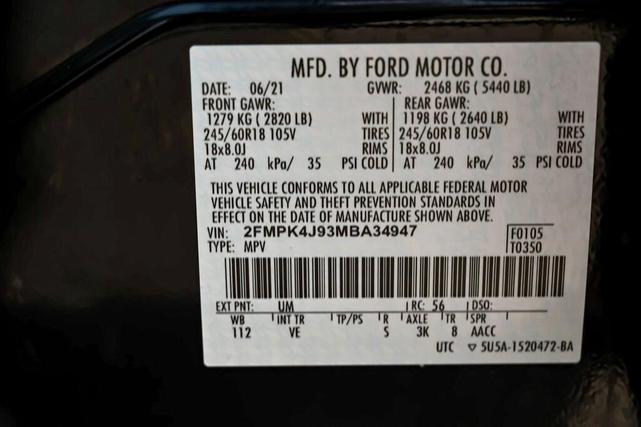 MFD. BY FORD MOTOR CO.
DATE: 06/21 GVWR: 2468 KG ( 5440 LB)
FRONT GAWR: REAR GAWR:
1279 KG ( 2820 LB) WITH 1198 KG ( 2640 LB) WITH
245/60R18 105V TIRES 245/60R18 105V TIRES
18x8.0J RIMS 18x8.0J RIMS
AT 240 kPa/ 35 PSI COLD AT 240 kPa/ 35 PSI COLD
THIS VEHICLE CONFORMS TO ALL APPLICABLE FEDERAL MOTOR
VEHICLE SAFETY AND THEFT PREVENTION STANDARDS IN
EFFECT ON THE DATE OF MANUFACTURE SHOWN ABOVE.
VIN: 2FMPK4J93MBA34947 F0105
TYPE: MPV T0350
EXT PNT: UM RC: 56 DSO:
WB INT TR TP/PS R AXLE TR SPR
112 VE S 3K 8 AACC
UTC ▽ 5U5A-1520472-BA